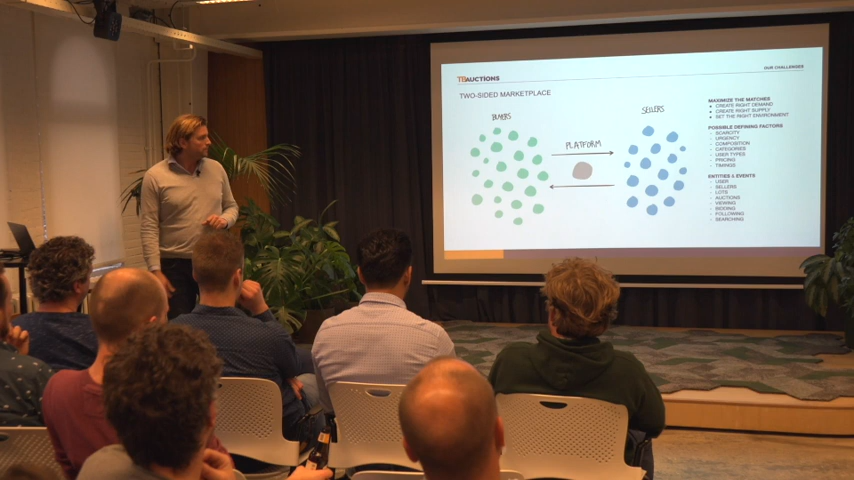 TBAUCTIONS
OUR CHALLENGES
TWO-SIDED MARKETPLACE
BUYERS
PLATFORM
SELLERS
MAXIMIZE THE MATCHES
● CREATE RIGHT DEMAND
● CREATE RIGHT SUPPLY
● SET THE RIGHT ENVIRONMENT
POSSIBLE DEFINING FACTORS
- SCARCITY
- URGENCY
- COMPOSITION
- CATEGORIES
- USER TYPES
- PRICING
- TIMINGS
ENTITIES & EVENTS
- USER
- SELLERS
- LOTS
- AUCTIONS
- VIEWING
- BIDDING
- FOLLOWING
- SEARCHING